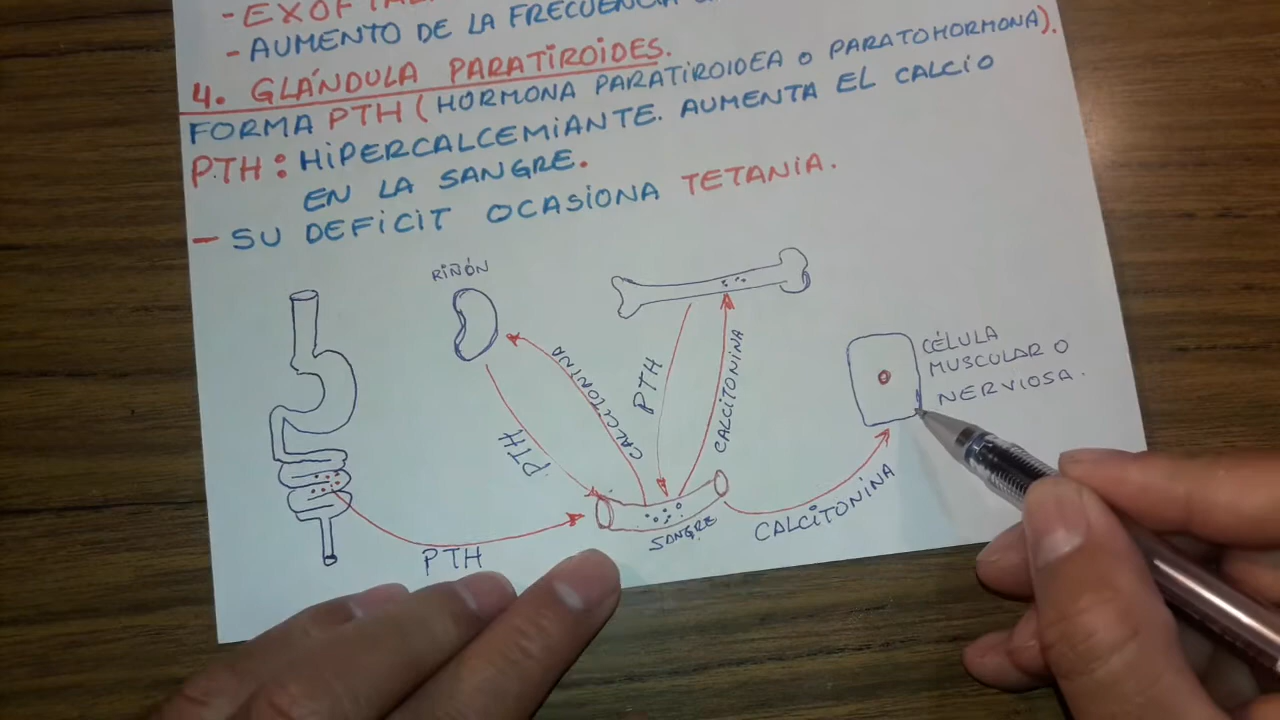 - EXOFTAL
- AUMENTO DE LA FRECUENCIA
4. GLÁNDULA PARATIROIDES.
FORMA PTH (HORMONA PARATIROIDEA O PARATOHORMONA).
PTH: HIPERCALCEMIANTE. AUMENTA EL CALCIO
EN LA SANGRE.
- SU DEFICIT OCASIONA TETANIA.
RIÑÓN
CALCITONINA
PTH
PTH
CALCITONINA
CÉLULA
MUSCULAR O
NERVIOSA.
PTH
SANGRE
CALCITONINA